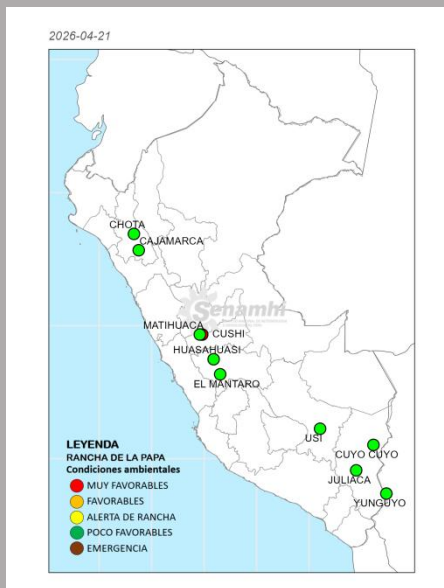 2026-04-21
CHOTA
CAJAMARCA
Senamhi
MATIHUACA
CUSHI
HUASAHUASI
EL MANTARO
USI
CUYO CUYO
JULIACA
YUNGUYO
LEYENDA
RANCHA DE LA PAPA
Condiciones ambientales
MUY FAVORABLES
FAVORABLES
ALERTA DE RANCHA
POCO FAVORABLES
EMERGENCIA